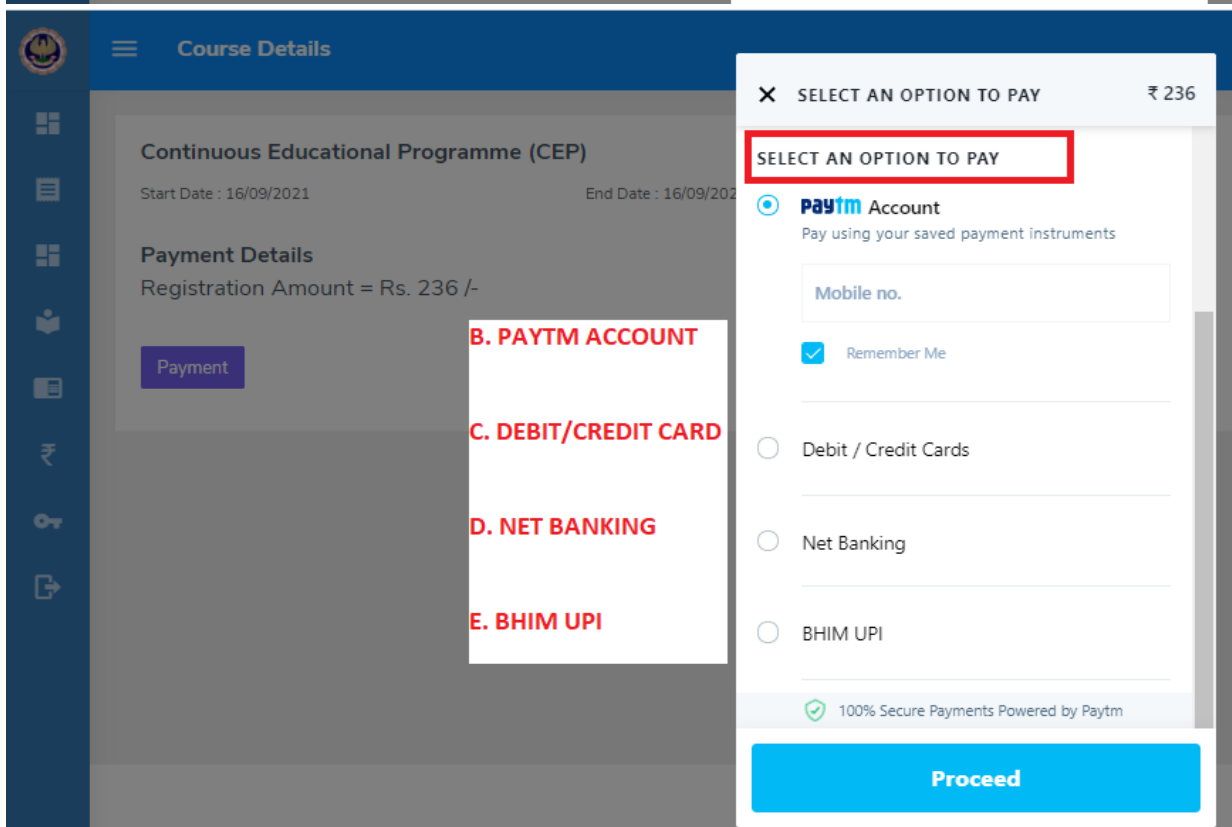 Course Details
Continuous Educational Programme (CEP)
Start Date : 16/09/2021
End Date : 16/09/202
Payment Details
Registration Amount = Rs. 236 /-
Payment
B. PAYTM ACCOUNT
C. DEBIT/CREDIT CARD
D. NET BANKING
E. BHIM UPI
SELECT AN OPTION TO PAY
₹ 236
SELECT AN OPTION TO PAY
Paytm Account
Pay using your saved payment instruments
Mobile no.
Remember Me
Debit / Credit Cards
Net Banking
BHIM UPI
100% Secure Payments Powered by Paytm
Proceed